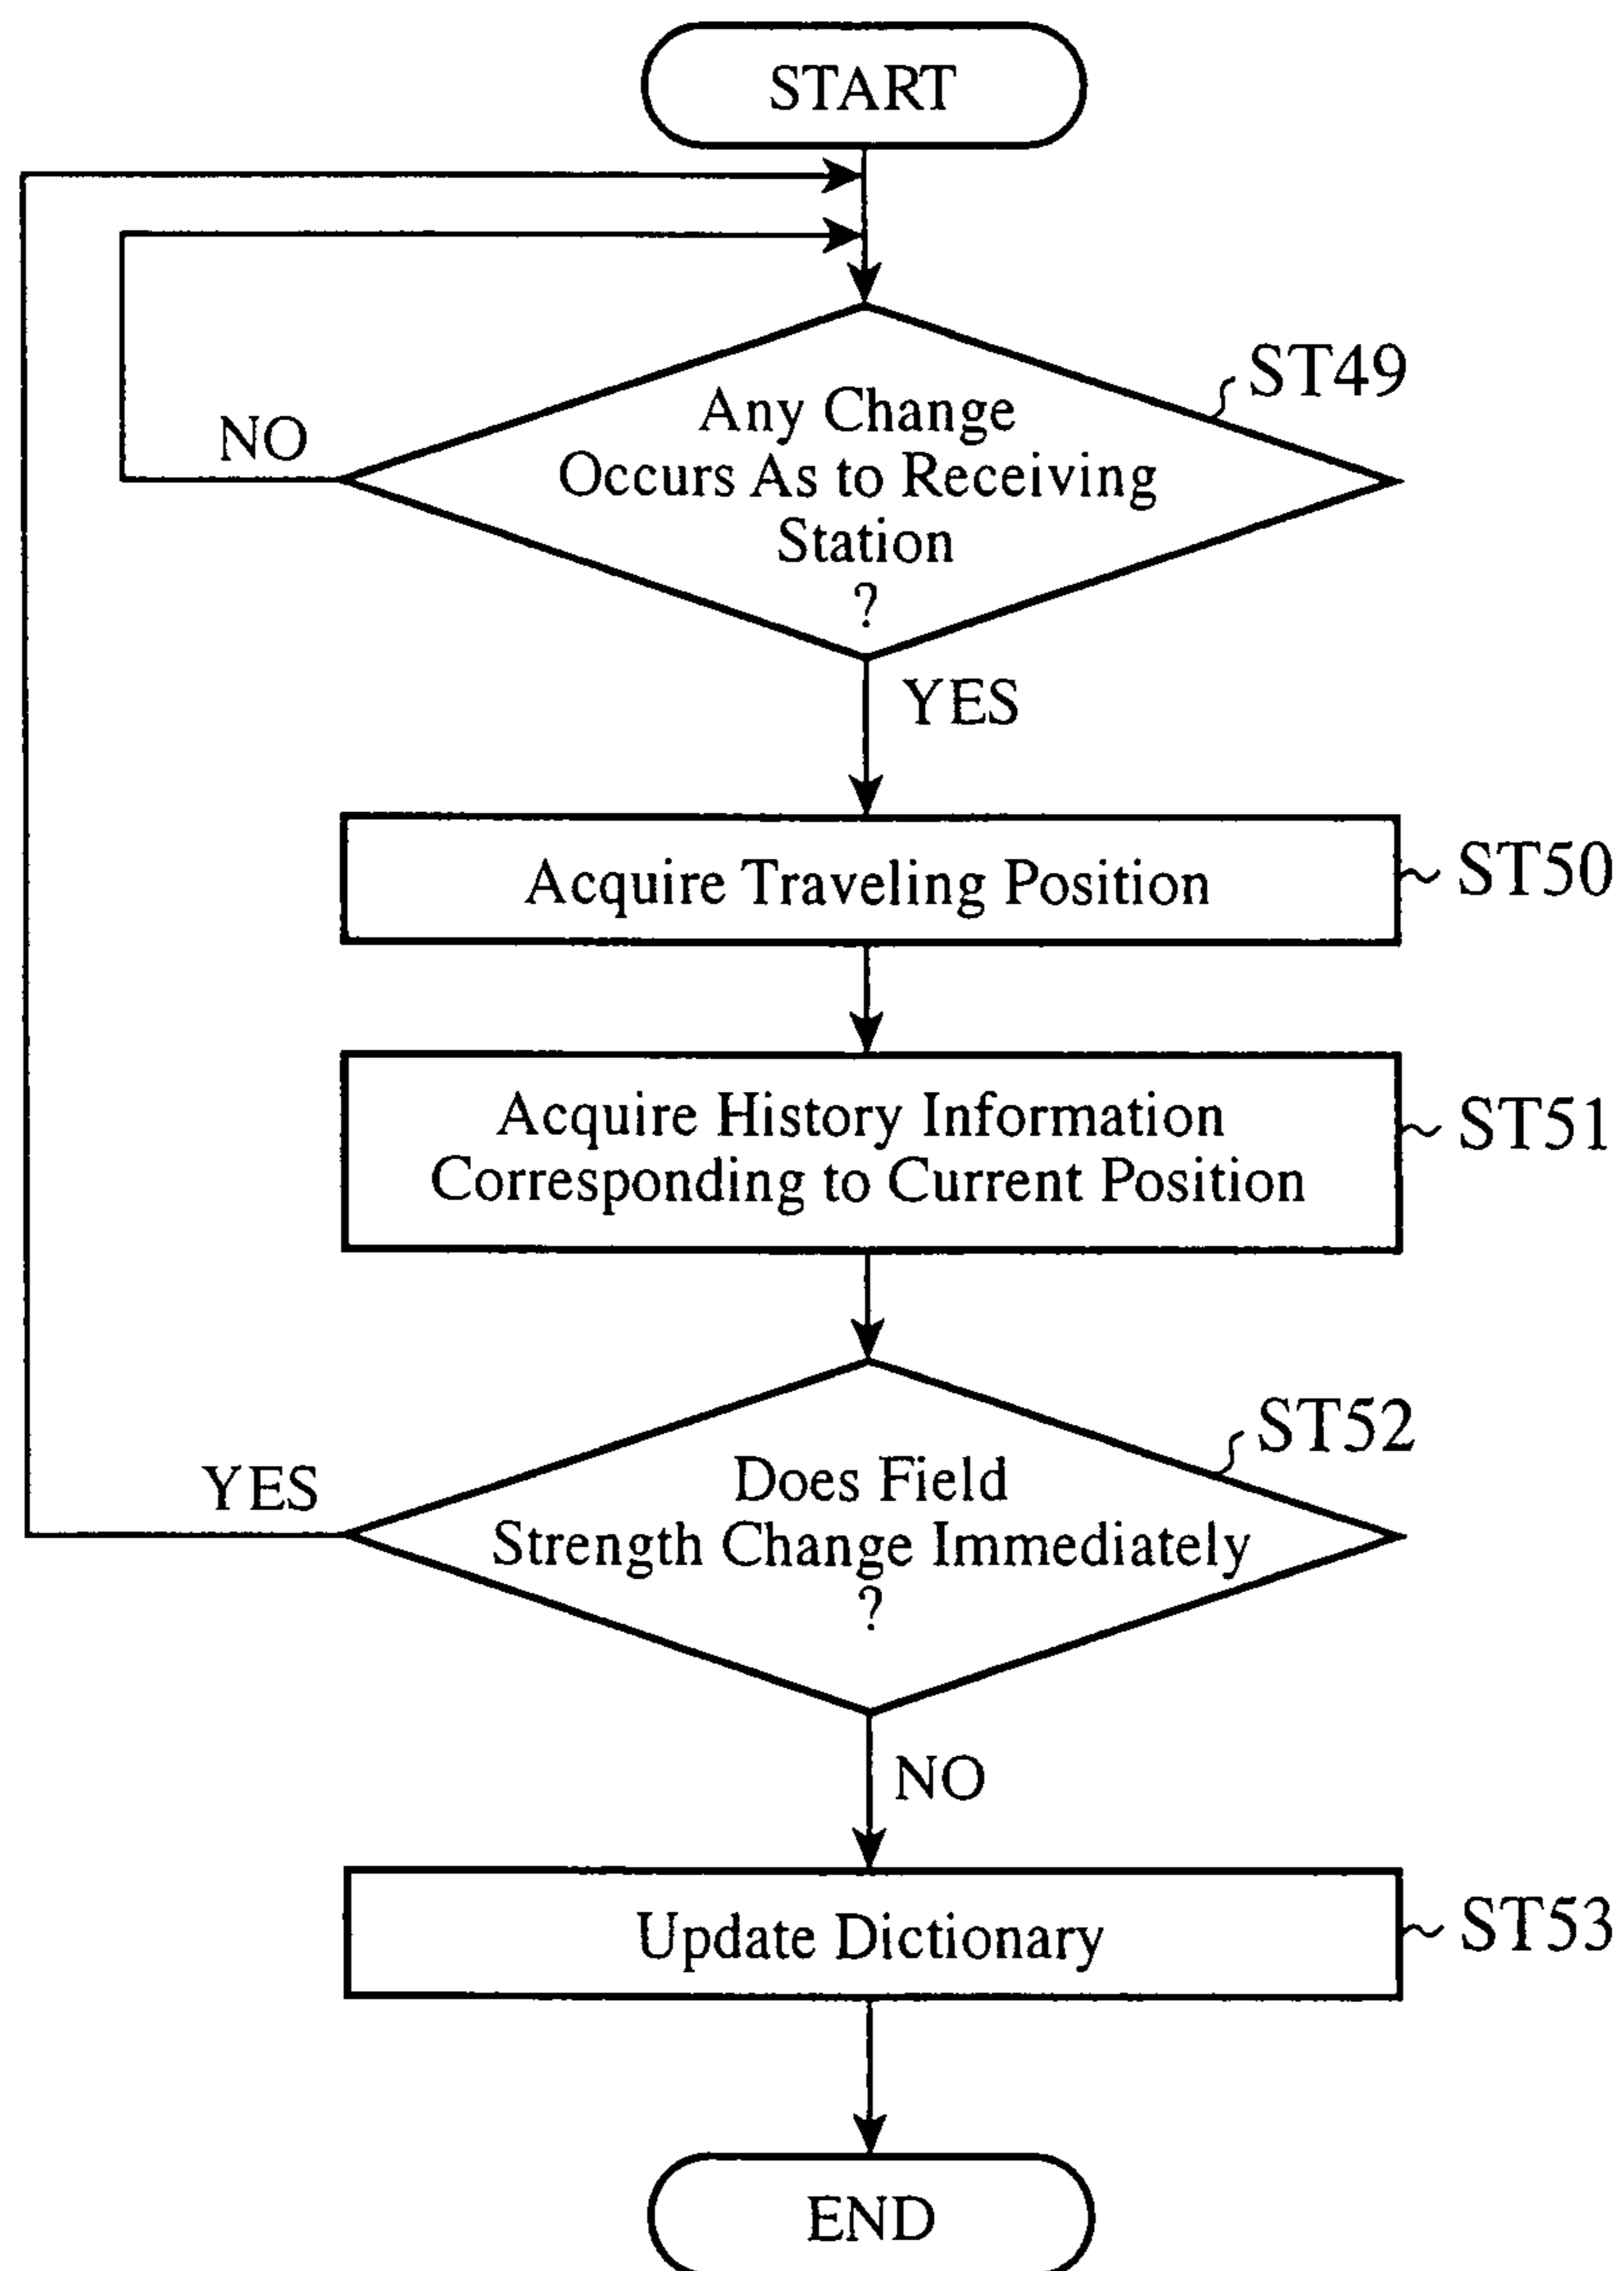 START
ST49
Any Change
Occurs As to Receiving
Station
?
NO
YES
Acquire Traveling Position
ST50
Acquire History Information
Corresponding to Current Position
ST51
ST52
Does Field
Strength Change Immediately
?
YES
NO
Update Dictionary
ST53
END